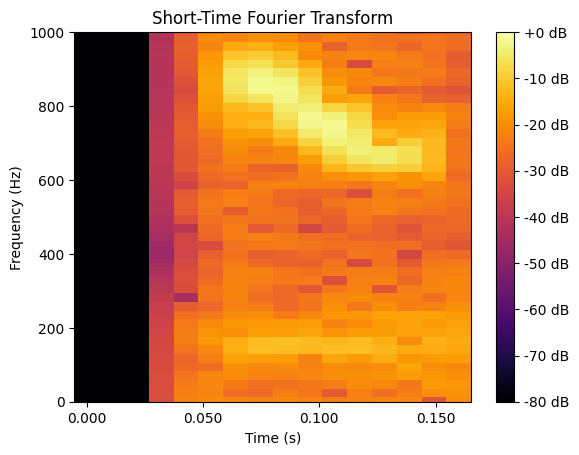 Short-Time Fourier Transform
1000
800
600
400
200
0
Frequency (Hz)
0.000
0.050
0.100
0.150
Time (s)
+0 dB
-10 dB
-20 dB
-30 dB
-40 dB
-50 dB
-60 dB
-70 dB
-80 dB